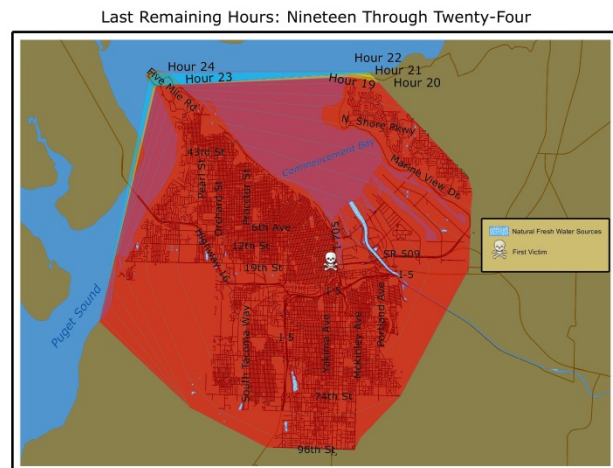 Last Remaining Hours: Nineteen Through Twenty-Four
Hour 24
Hour 23
Hour 22
Hour 21
Hour 20
Hour 19
Five Mile Rd.
N. Shore Pkwy
Commencement Bay
Marine View Dr.
43rd St
Pearl St
Orchard St
Proctor St
6th Ave
12th St
19th St
Highway 16
I-705
SR 509
I-5
I-5
I-5
Puget Sound
South Tacoma Way
Yakima Ave
McKinley Ave
Portland Ave
74th St
96th St
Natural Fresh Water Sources
First Victim